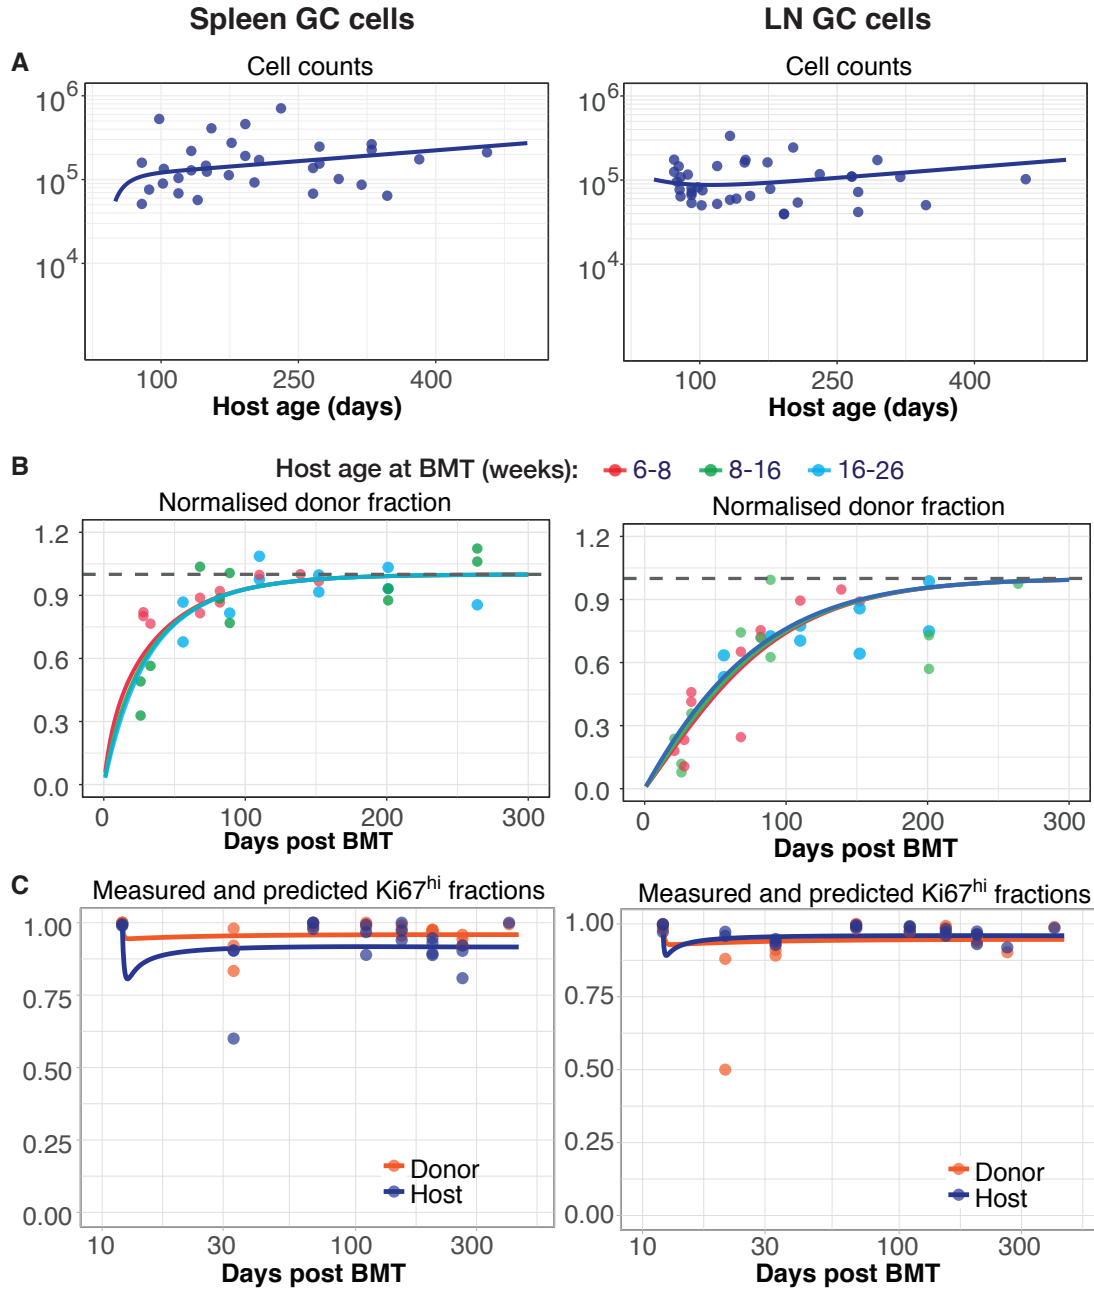 Spleen GC cells
LN GC cells
A
Cell counts
10^6
10^5
10^4
100 250 400
Host age (days)
Cell counts
10^6
10^5
10^4
100 250 400
Host age (days)
B
Host age at BMT (weeks): 6-8 8-16 16-26
Normalised donor fraction
1.2
0.9
0.6
0.3
0.0
0 100 200 300
Days post BMT
Normalised donor fraction
1.2
0.9
0.6
0.3
0.0
0 100 200 300
Days post BMT
C
Measured and predicted Ki67^hi fractions
1.00
0.75
0.50
0.25
0.00
Donor
Host
10 30 100 300
Days post BMT
Measured and predicted Ki67^hi fractions
1.00
0.75
0.50
0.25
0.00
Donor
Host
10 30 100 300
Days post BMT